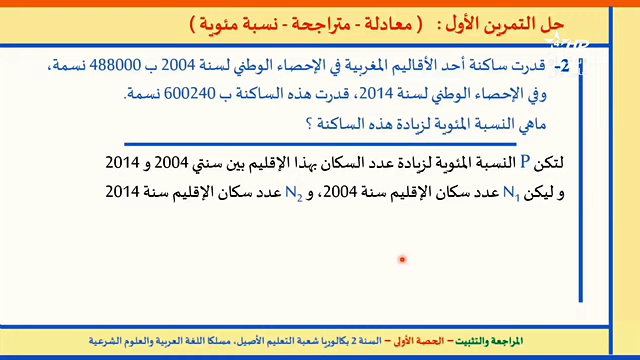 حل التمرين الأول : ( معادلة - متراجحة - نسبة مئوية )
2- قدرت ساكنة أحد الأقاليم المغربية في الإحصاء الوطني لسنة 2004 ب 488000 نسمة،
وفي الإحصاء الوطني لسنة 2014، قدرت هذه الساكنة ب 600240 نسمة.
ماهي النسبة المئوية لزيادة هذه الساكنة ؟
لتكن P النسبة المئوية لزيادة عدد السكان بهذا الإقليم بين سنتي 2004 و 2014
و ليكن N1 عدد سكان الإقليم سنة 2004، و N2 عدد سكان الإقليم سنة 2014
المراجعة والتثبيت – الحصة الأولى – السنة 2 بكالوريا شعبة التعليم الأصيل، مسلكا اللغة العربية والعلوم الشرعية